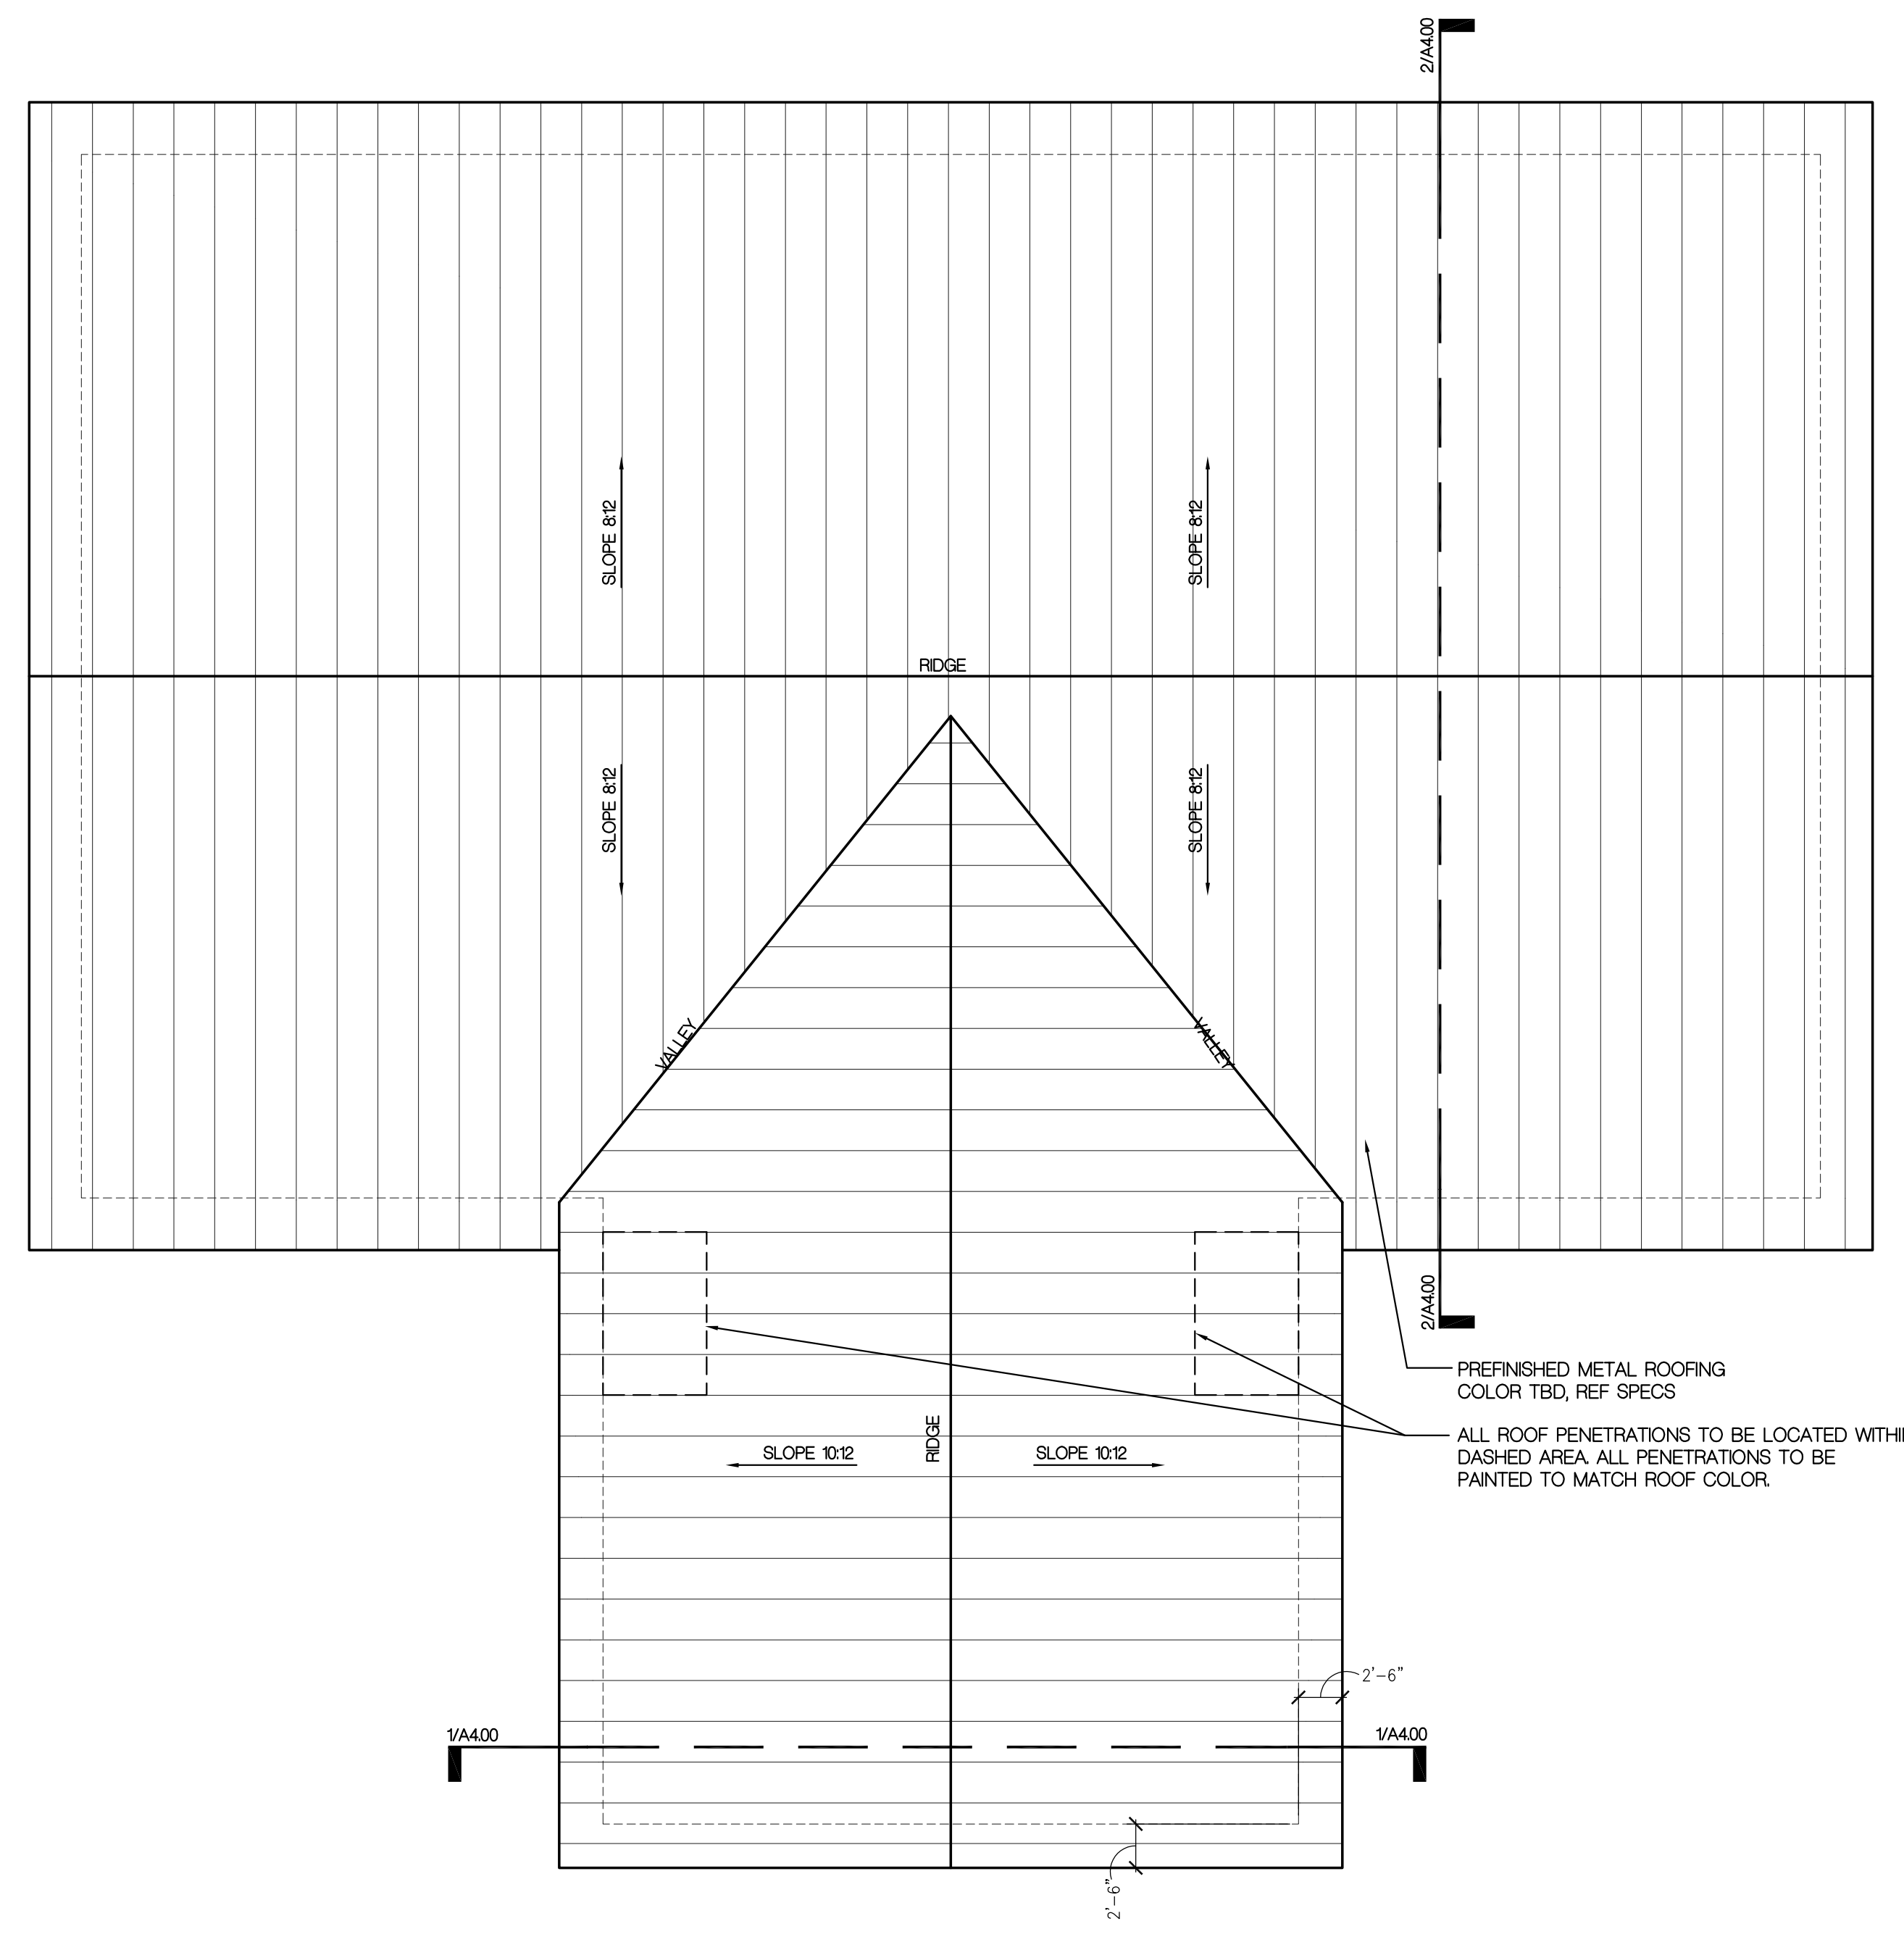 2/A4.00
SLOPE 8:12
SLOPE 8:12
RIDGE
SLOPE 8:12
SLOPE 8:12
VALLEY
VALLEY
2/A4.00
PREFINISHED METAL ROOFING
COLOR TBD, REF SPECS
ALL ROOF PENETRATIONS TO BE LOCATED WITHI
DASHED AREA. ALL PENETRATIONS TO BE
PAINTED TO MATCH ROOF COLOR.
RIDGE
SLOPE 10:12
SLOPE 10:12
2'-6"
1/A4.00
1/A4.00
2'-6"